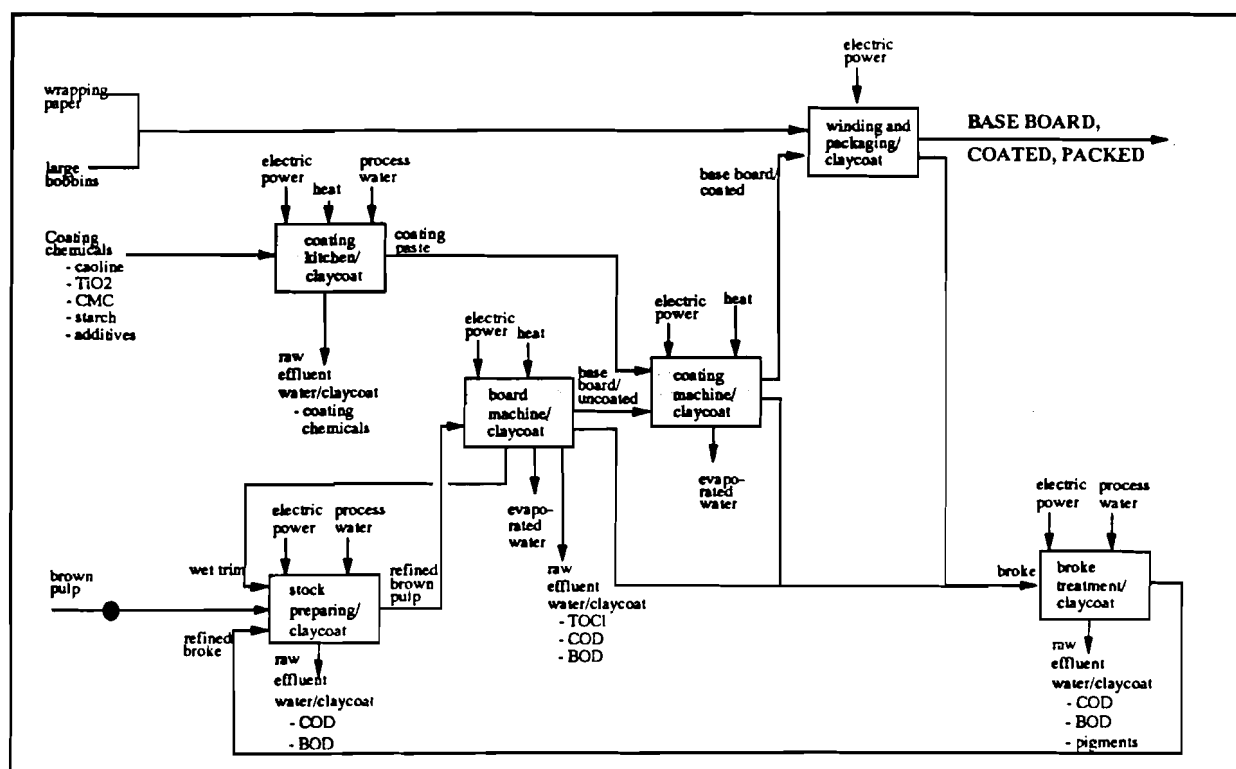 electric
power
wrapping
paper
large
bobbins
winding and
packaging/
claycoat
BASE BOARD,
COATED, PACKED
base board/
coated
electric
power
heat
process
water
Coating
chemicals
- caoline
- TiO2
- CMC
- starch
- additives
coating
kitchen/
claycoat
coating
paste
raw
effluent
water/claycoat
- coating
chemicals
electric
power
heat
board
machine/
claycoat
base
board/
uncoated
electric
power
heat
coating
machine/
claycoat
evapo-
rated
water
evapo-
rated
water
raw
effluent
water/claycoat
- TOCl
- COD
- BOD
brown
pulp
wet trim
electric
power
process
water
stock
preparing/
claycoat
refined
brown
pulp
refined
broke
raw
effluent
water/claycoat
- COD
- BOD
broke
electric
power
process
water
broke
treatment/
claycoat
raw
effluent
water/claycoat
- COD
- BOD
- pigments